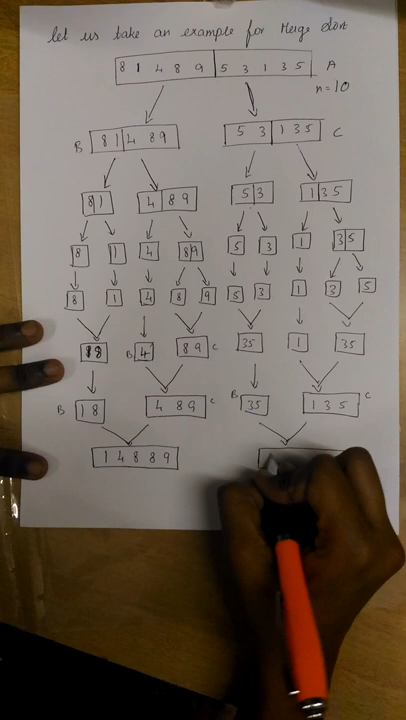 let us take an example for Merge Sort
8 1 4 8 9 5 3 1 3 5 A
n=10
B 8 1 4 8 9 5 3 1 3 5 C
8 1 4 8 9 5 3 1 3 5
8 1 4 8 9 5 3 1 3 5
8 1 4 8 9 5 3 1 3 5
1 8 B 4 8 9 C 3 5 1 3 5
B 1 8 4 8 9 C B 3 5 1 3 5 C
1 4 8 8 9